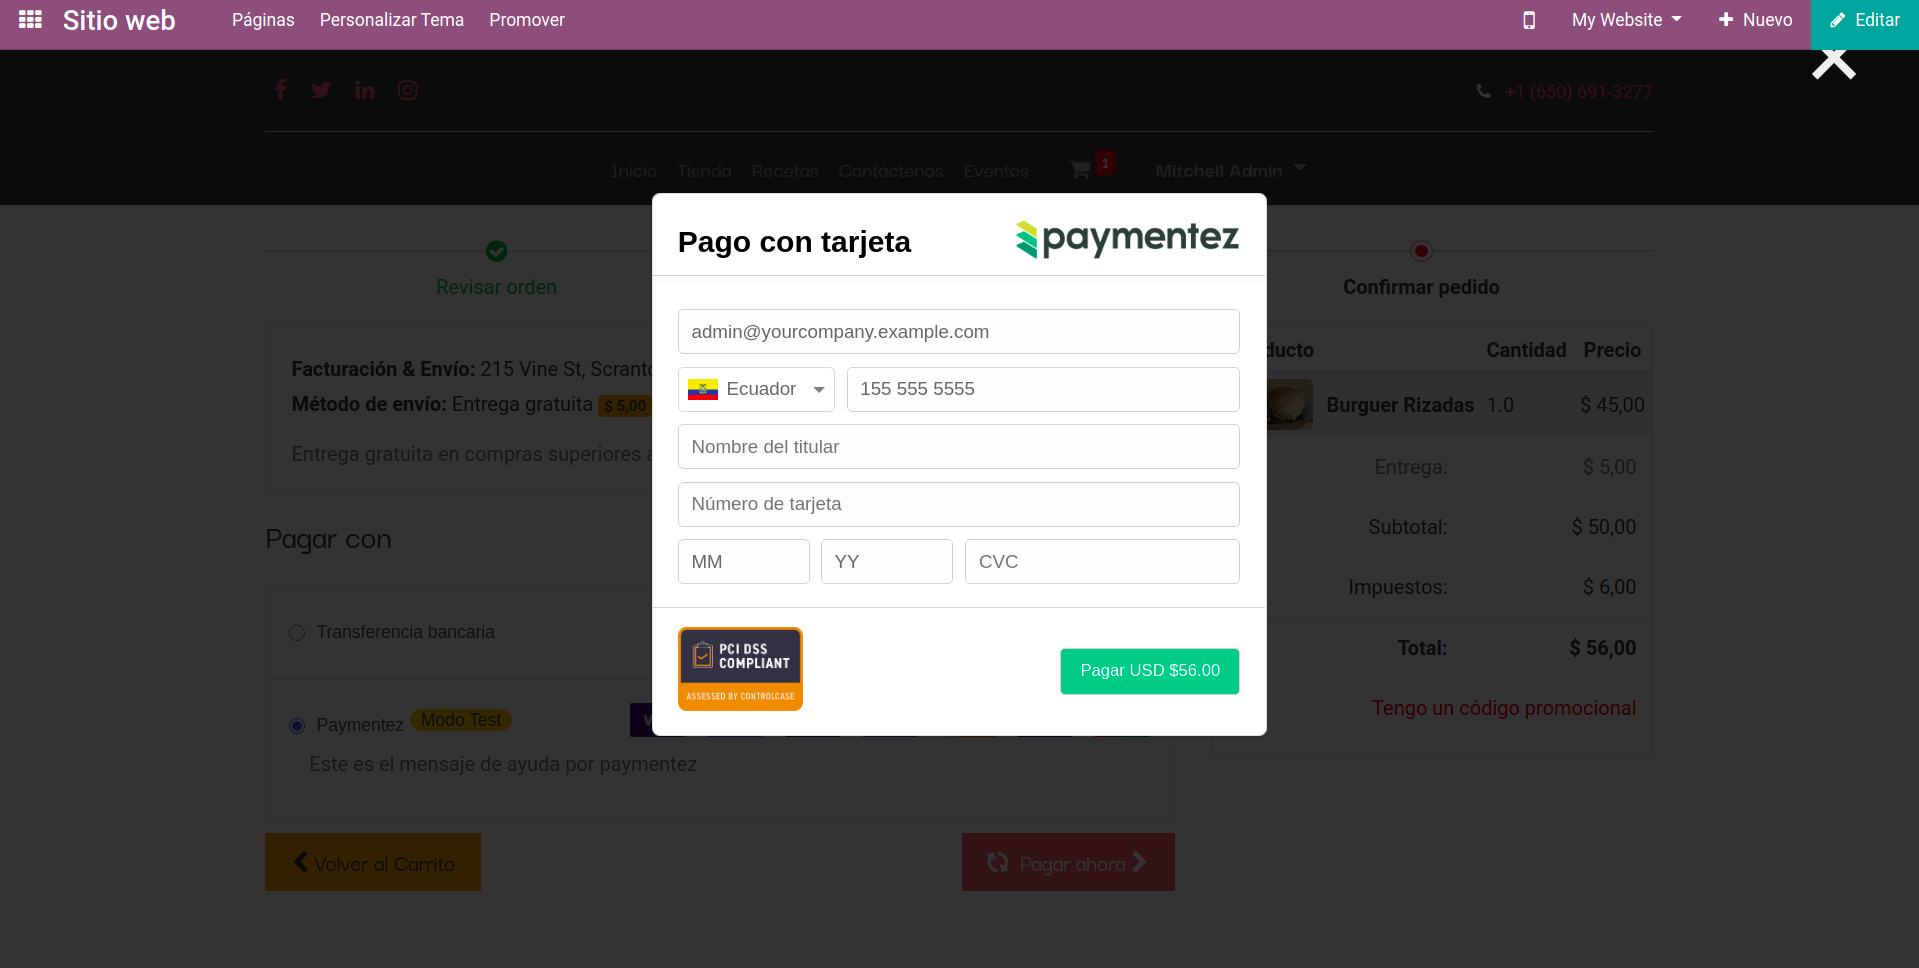 Sitio web Páginas Personalizar Tema Promover My Website Nuevo Editar
+1 (650) 691-3277
Inicio Tienda Recetas Contáctenos Eventos 1 Mitchell Admin
Pago con tarjeta paymentez
Revisar orden
Confirmar pedido
admin@yourcompany.example.com
Ecuador 155 555 5555
Nombre del titular
Número de tarjeta
MM YY CVC
PCI DSS
COMPLIANT
ASSESSED BY CONTROLCASE
Pagar USD $56.00
Facturación & Envío: 215 Vine St,
Método de envío: Entrega gratuita $ 5,00
Entrega gratuita en compras superiores
Pagar con
Transferencia bancaria
Paymentez Modo Test
Este es el mensaje de ayuda por paymentez
Volver al Carrito
Pagar ahora
Cantidad Precio
Burguer Rizadas 1.0 $ 45,00
Entrega: $ 5,00
Subtotal: $ 50,00
Impuestos: $ 6,00
Total: $ 56,00
Tengo un código promocional